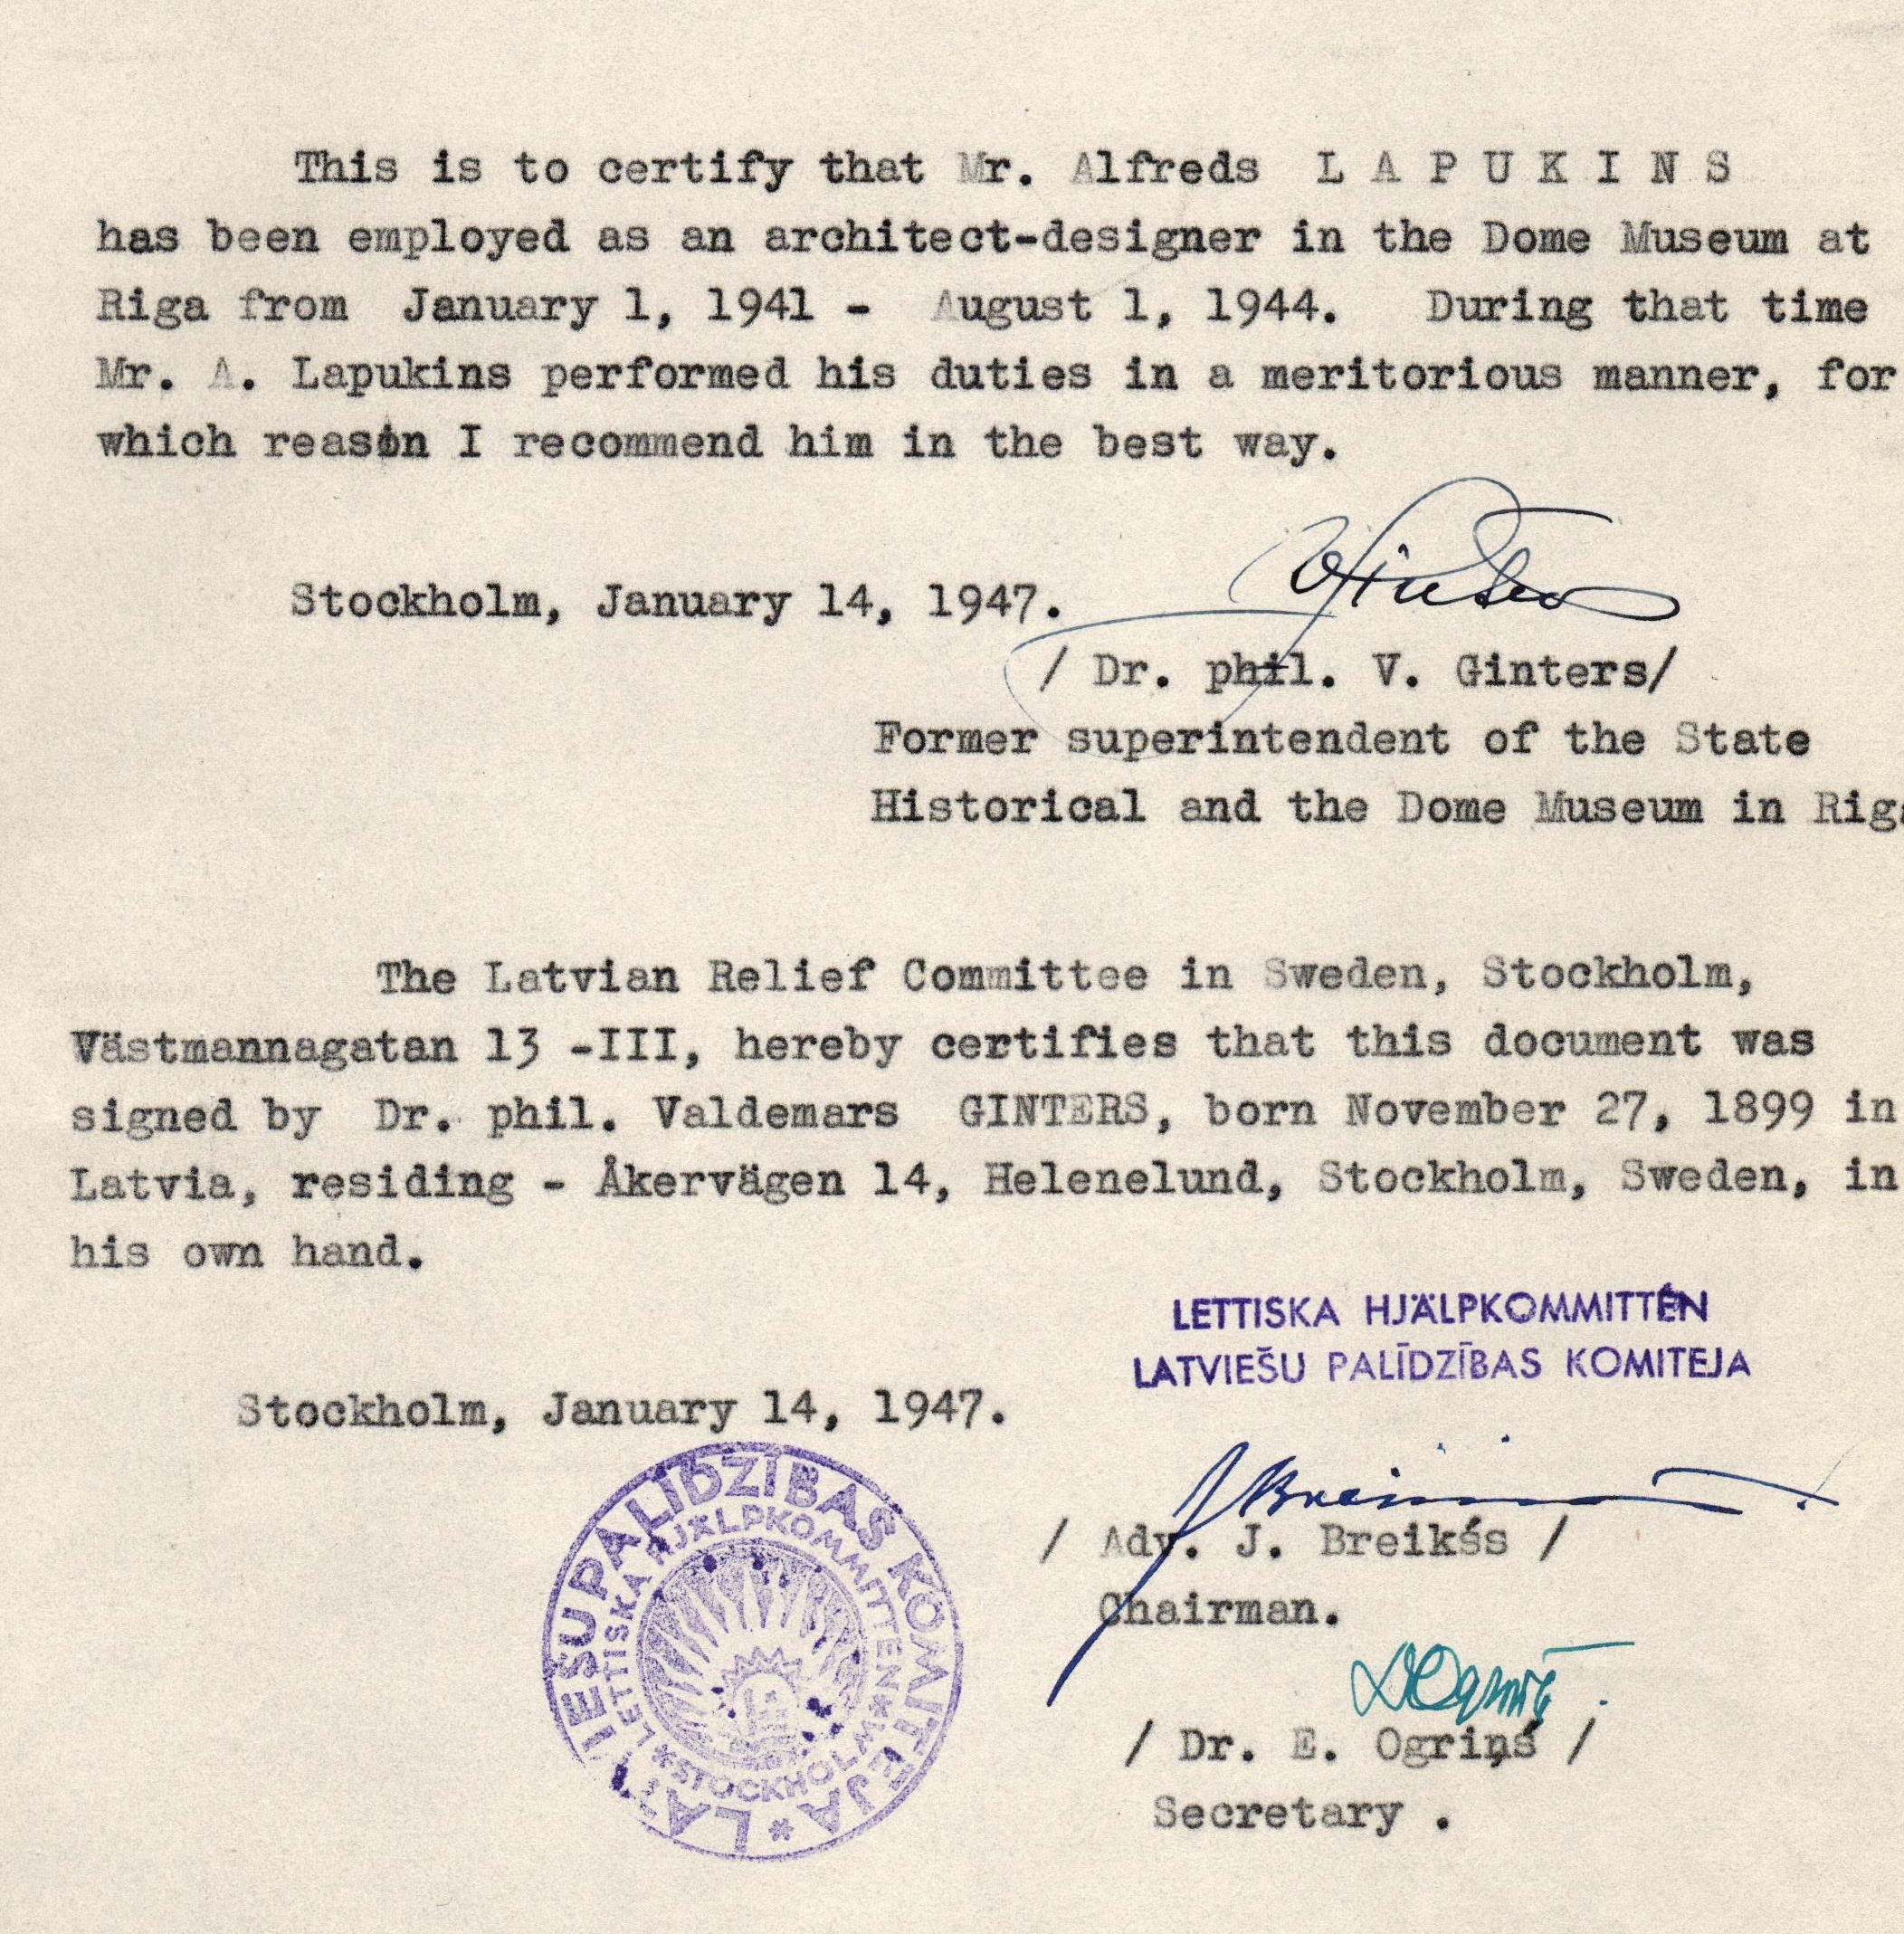 This is to certify that Mr. Alfreds L A P U K I N S
has been employed as an architect-designer in the Dome Museum at
Riga from January 1, 1941 - August 1, 1944. During that time
Mr. A. Lapukins performed his duties in a meritorious manner, for
which reason I recommend him in the best way.
Stockholm, January 14, 1947.
VGinters
/ Dr. phil. V. Ginters/
Former superintendent of the State
Historical and the Dome Museum in Riga
The Latvian Relief Committee in Sweden, Stockholm,
Västmannagatan 13 -III, hereby certifies that this document was
signed by Dr. phil. Valdemars GINTERS, born November 27, 1899 in
Latvia, residing - Åkervägen 14, Helenelund, Stockholm, Sweden, in
his own hand.
LETTISKA HJÄLPKOMMITTÉN
LATVIEŠU PALĪDZĪBAS KOMITEJA
Stockholm, January 14, 1947.
LATVIEŠU PALĪDZĪBAS KOMITEJA *
LETTISKA HJÄLPKOMMITTÉN * STOCKHOLM *
/ Adv. J. Breikśs /
Chairman.
/ Dr. E. Ogriņś /
Secretary .